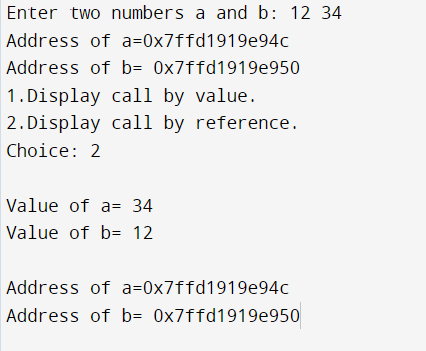 Enter two numbers a and b: 12 34
Address of a=0x7ffd1919e94c
Address of b= 0x7ffd1919e950
1.Display call by value.
2.Display call by reference.
Choice: 2
Value of a= 34
Value of b= 12
Address of a=0x7ffd1919e94c
Address of b= 0x7ffd1919e950